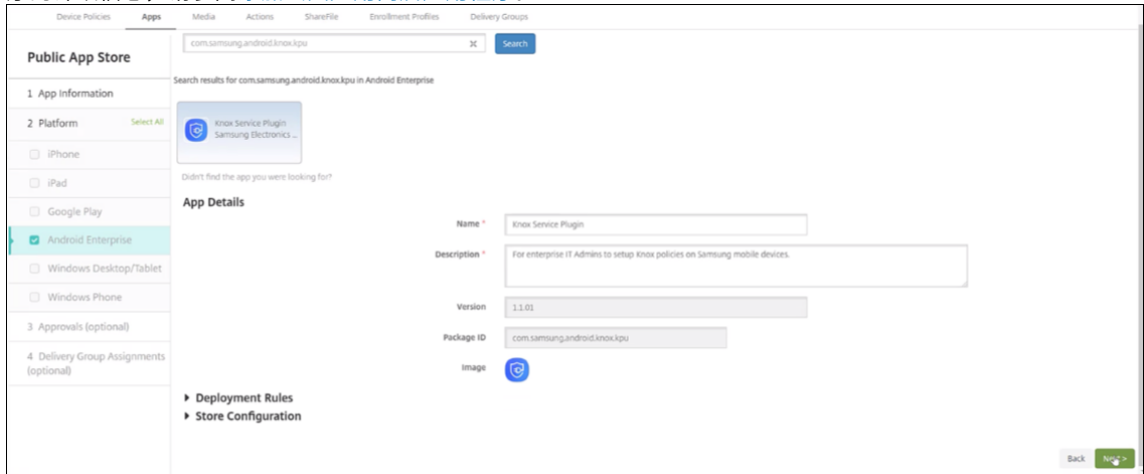 Device Policies Apps Media Actions ShareFile Enrollment Profiles Delivery Groups
Public App Store
1 App Information
2 Platform Select All
iPhone
iPad
Google Play
Android Enterprise
Windows Desktop/Tablet
Windows Phone
3 Approvals (optional)
4 Delivery Group Assignments
(optional)
com.samsung.android.knox.kpu Search
Search results for com.samsung.android.knox.kpu in Android Enterprise
Knox Service Plugin
Samsung Electronics ...
Didn't find the app you were looking for?
App Details
Name * Knox Service Plugin
Description * For enterprise IT Admins to setup Knox policies on Samsung mobile devices.
Version 1.1.01
Package ID com.samsung.android.knox.kpu
Image
Deployment Rules
Store Configuration
Back Next >